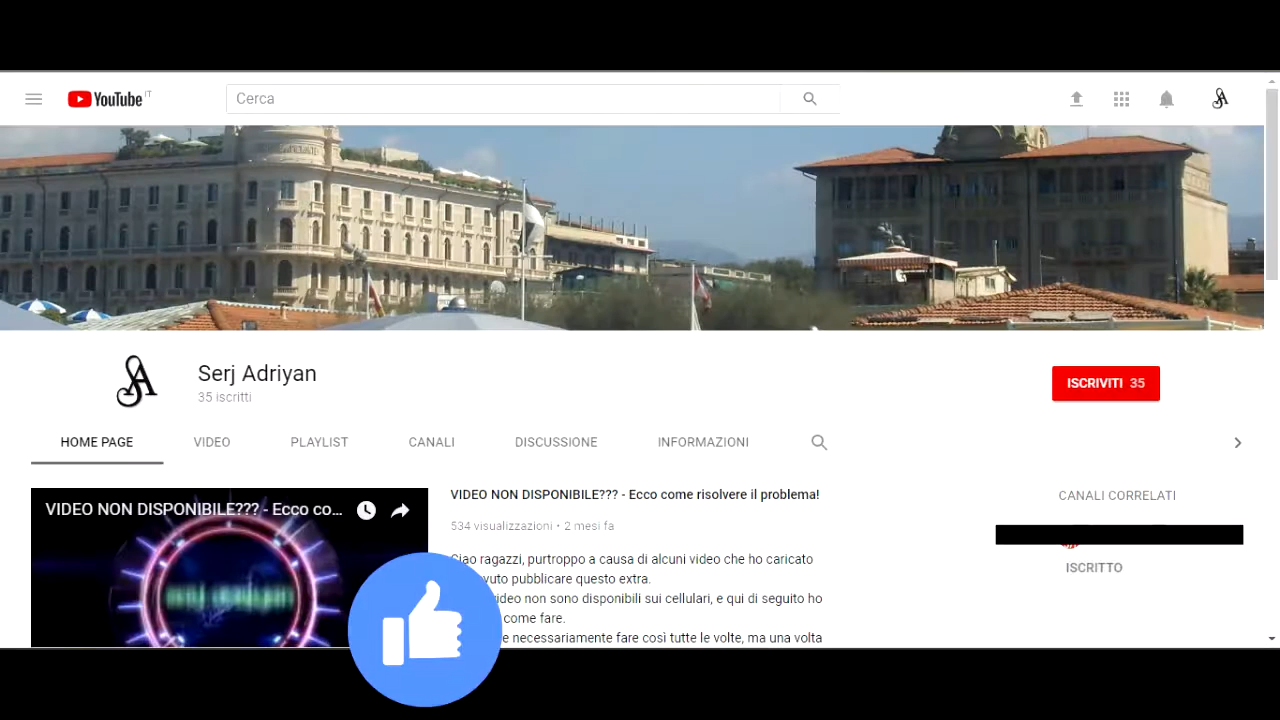 YouTube IT
Cerca
Serj Adriyan
35 iscritti
ISCRIVITI 35
HOME PAGE
VIDEO
PLAYLIST
CANALI
DISCUSSIONE
INFORMAZIONI
VIDEO NON DISPONIBILE??? - Ecco co...
VIDEO NON DISPONIBILE??? - Ecco come risolvere il problema!
534 visualizzazioni • 2 mesi fa
Ciao ragazzi, purtroppo a causa di alcuni video che ho caricato
pubblicare questo extra.
non sono disponibili sui cellulari, e qui di seguito ho
come fare.
necessariamente fare così tutte le volte, ma una volta
CANALI CORRELATI
ISCRITTO